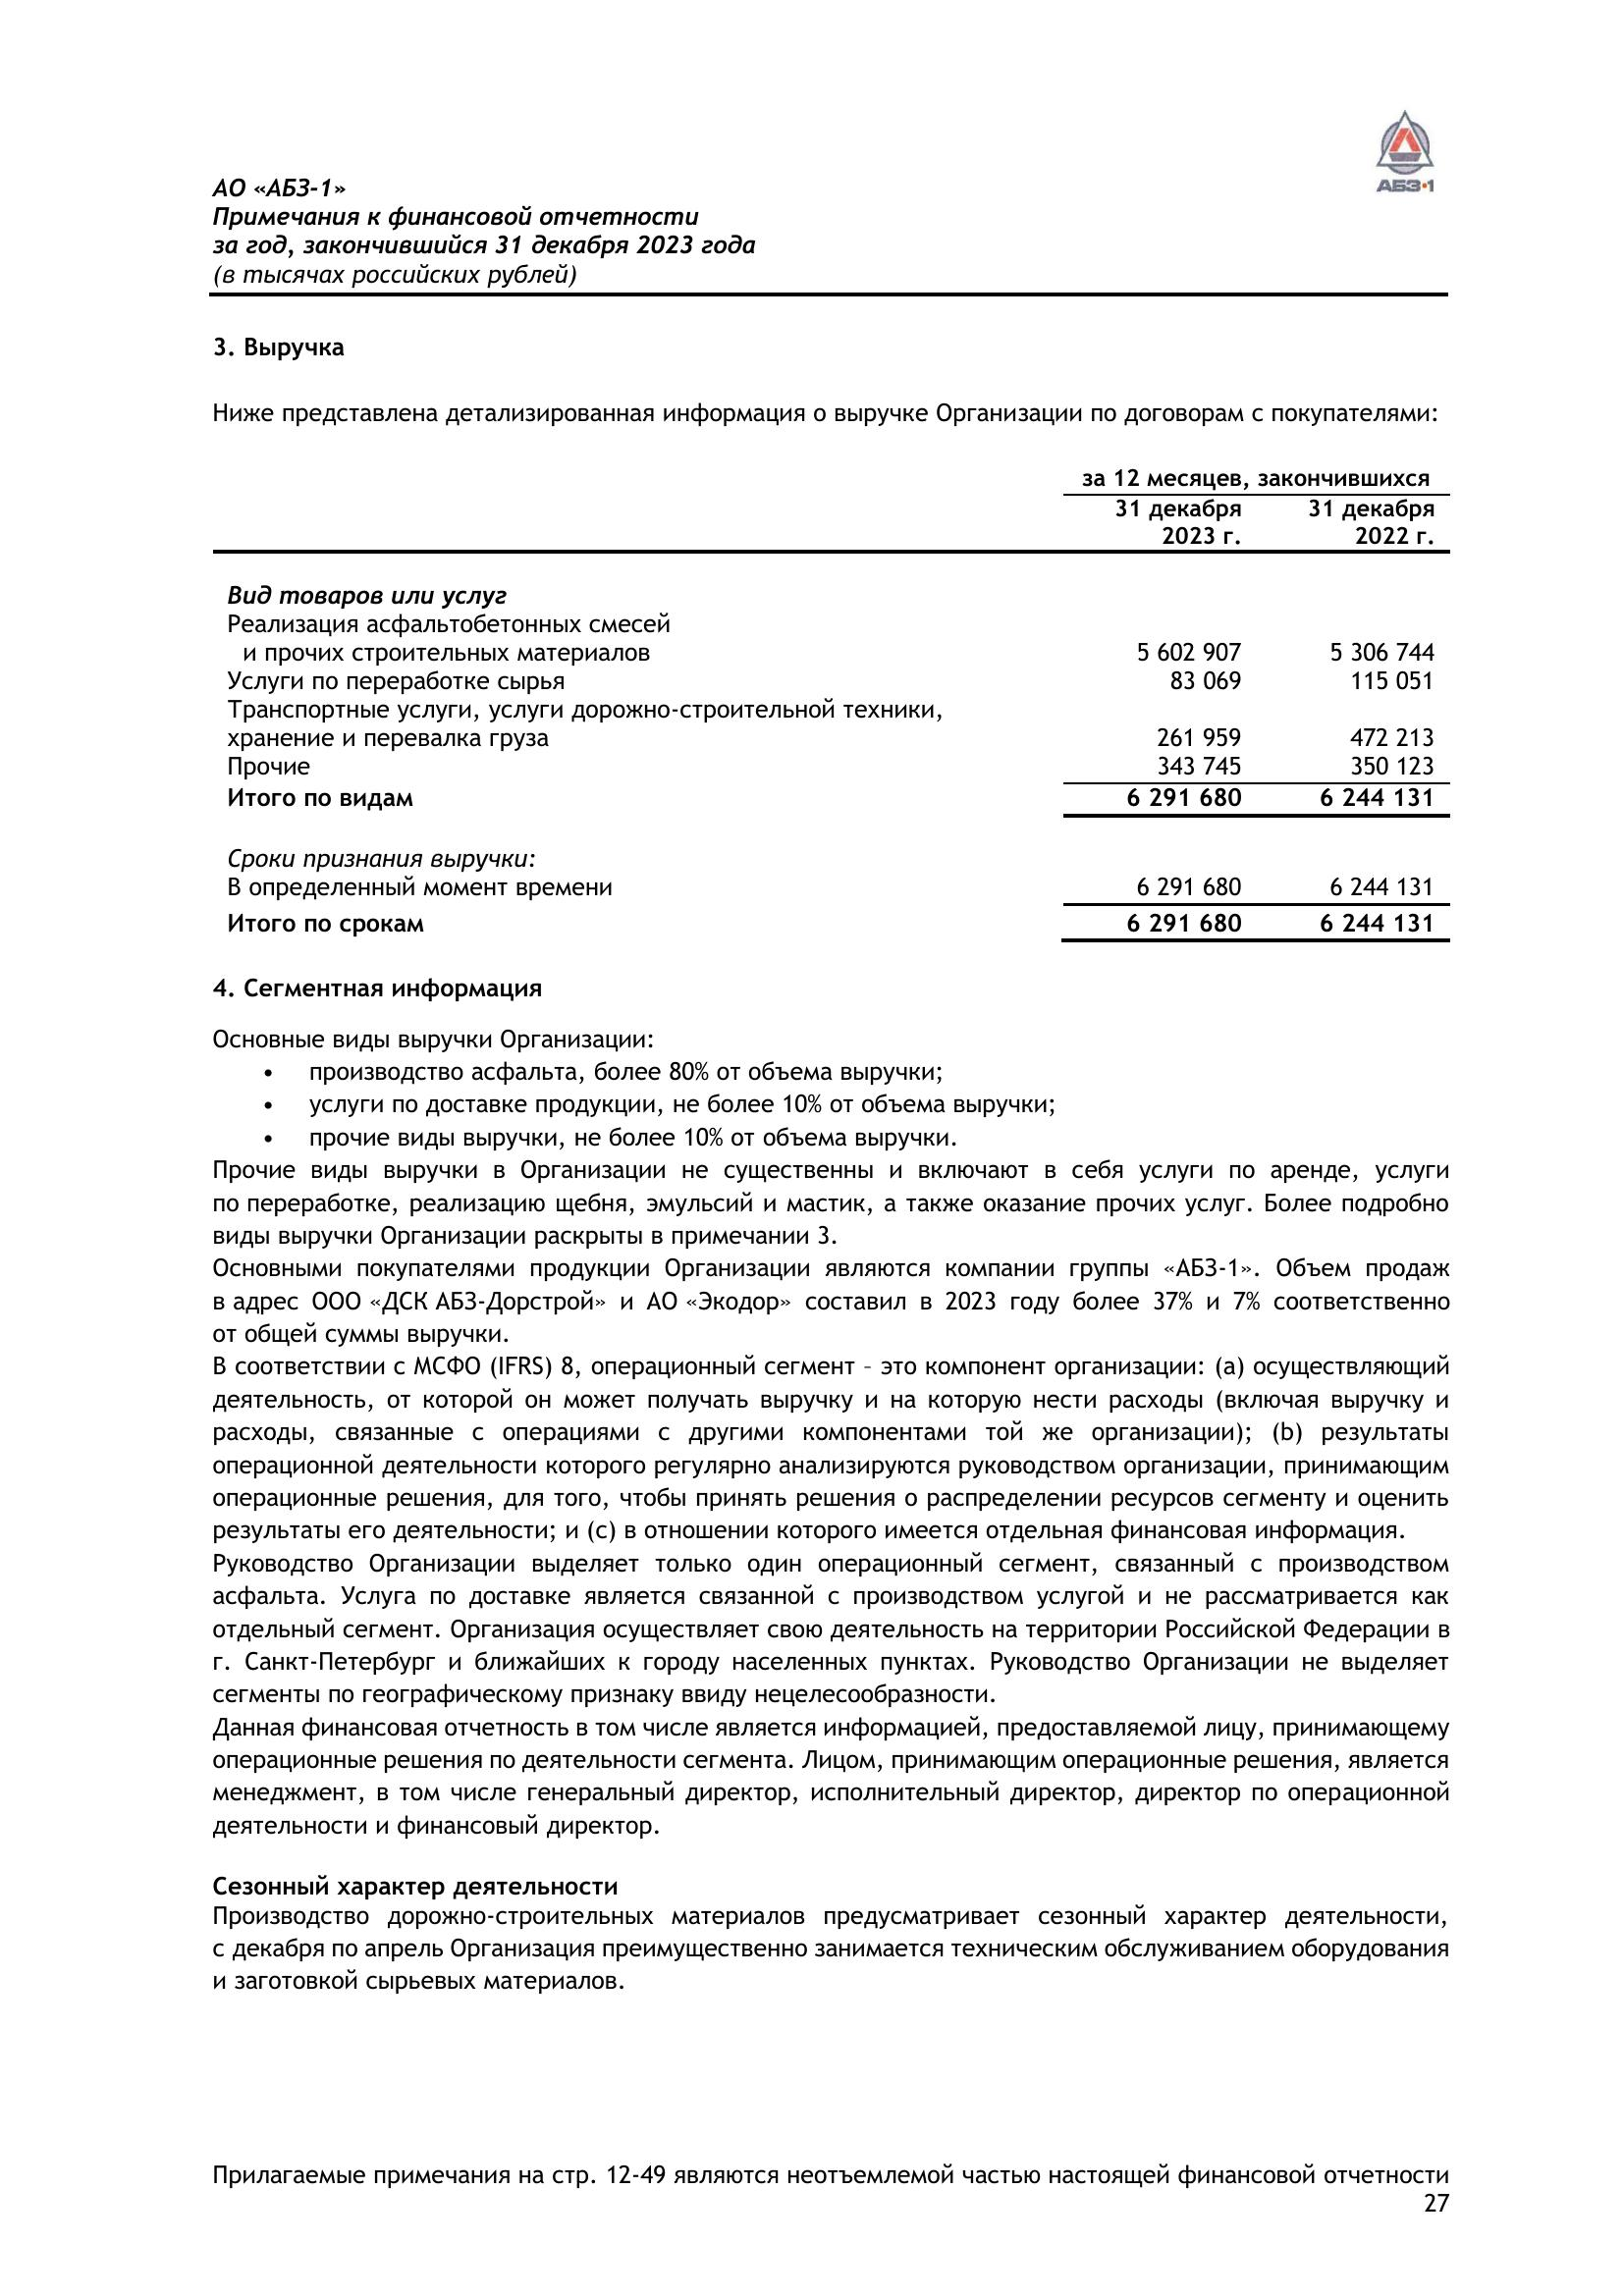 АБЗ•1
АО «АБЗ-1»
Примечания к финансовой отчетности
за год, закончившийся 31 декабря 2023 года
(в тысячах российских рублей)
3. Выручка
Ниже представлена детализированная информация о выручке Организации по договорам с покупателями:
за 12 месяцев, закончившихся
31 декабря 31 декабря
2023 г. 2022 г.
Вид товаров или услуг
Реализация асфальтобетонных смесей
и прочих строительных материалов 5 602 907 5 306 744
Услуги по переработке сырья 83 069 115 051
Транспортные услуги, услуги дорожно-строительной техники,
хранение и перевалка груза 261 959 472 213
Прочие 343 745 350 123
Итого по видам 6 291 680 6 244 131
Сроки признания выручки:
В определенный момент времени 6 291 680 6 244 131
Итого по срокам 6 291 680 6 244 131
4. Сегментная информация
Основные виды выручки Организации:
• производство асфальта, более 80% от объема выручки;
• услуги по доставке продукции, не более 10% от объема выручки;
• прочие виды выручки, не более 10% от объема выручки.
Прочие виды выручки в Организации не существенны и включают в себя услуги по аренде, услуги
по переработке, реализацию щебня, эмульсий и мастик, а также оказание прочих услуг. Более подробно
виды выручки Организации раскрыты в примечании 3.
Основными покупателями продукции Организации являются компании группы «АБЗ-1». Объем продаж
в адрес ООО «ДСК АБЗ-Дорстрой» и АО «Экодор» составил в 2023 году более 37% и 7% соответственно
от общей суммы выручки.
В соответствии с МСФО (IFRS) 8, операционный сегмент – это компонент организации: (a) осуществляющий
деятельность, от которой он может получать выручку и на которую нести расходы (включая выручку и
расходы, связанные с операциями с другими компонентами той же организации); (b) результаты
операционной деятельности которого регулярно анализируются руководством организации, принимающим
операционные решения, для того, чтобы принять решения о распределении ресурсов сегменту и оценить
результаты его деятельности; и (c) в отношении которого имеется отдельная финансовая информация.
Руководство Организации выделяет только один операционный сегмент, связанный с производством
асфальта. Услуга по доставке является связанной с производством услугой и не рассматривается как
отдельный сегмент. Организация осуществляет свою деятельность на территории Российской Федерации в
г. Санкт-Петербург и ближайших к городу населенных пунктах. Руководство Организации не выделяет
сегменты по географическому признаку ввиду нецелесообразности.
Данная финансовая отчетность в том числе является информацией, предоставляемой лицу, принимающему
операционные решения по деятельности сегмента. Лицом, принимающим операционные решения, является
менеджмент, в том числе генеральный директор, исполнительный директор, директор по операционной
деятельности и финансовый директор.
Сезонный характер деятельности
Производство дорожно-строительных материалов предусматривает сезонный характер деятельности,
с декабря по апрель Организация преимущественно занимается техническим обслуживанием оборудования
и заготовкой сырьевых материалов.
Прилагаемые примечания на стр. 12-49 являются неотъемлемой частью настоящей финансовой отчетности
27